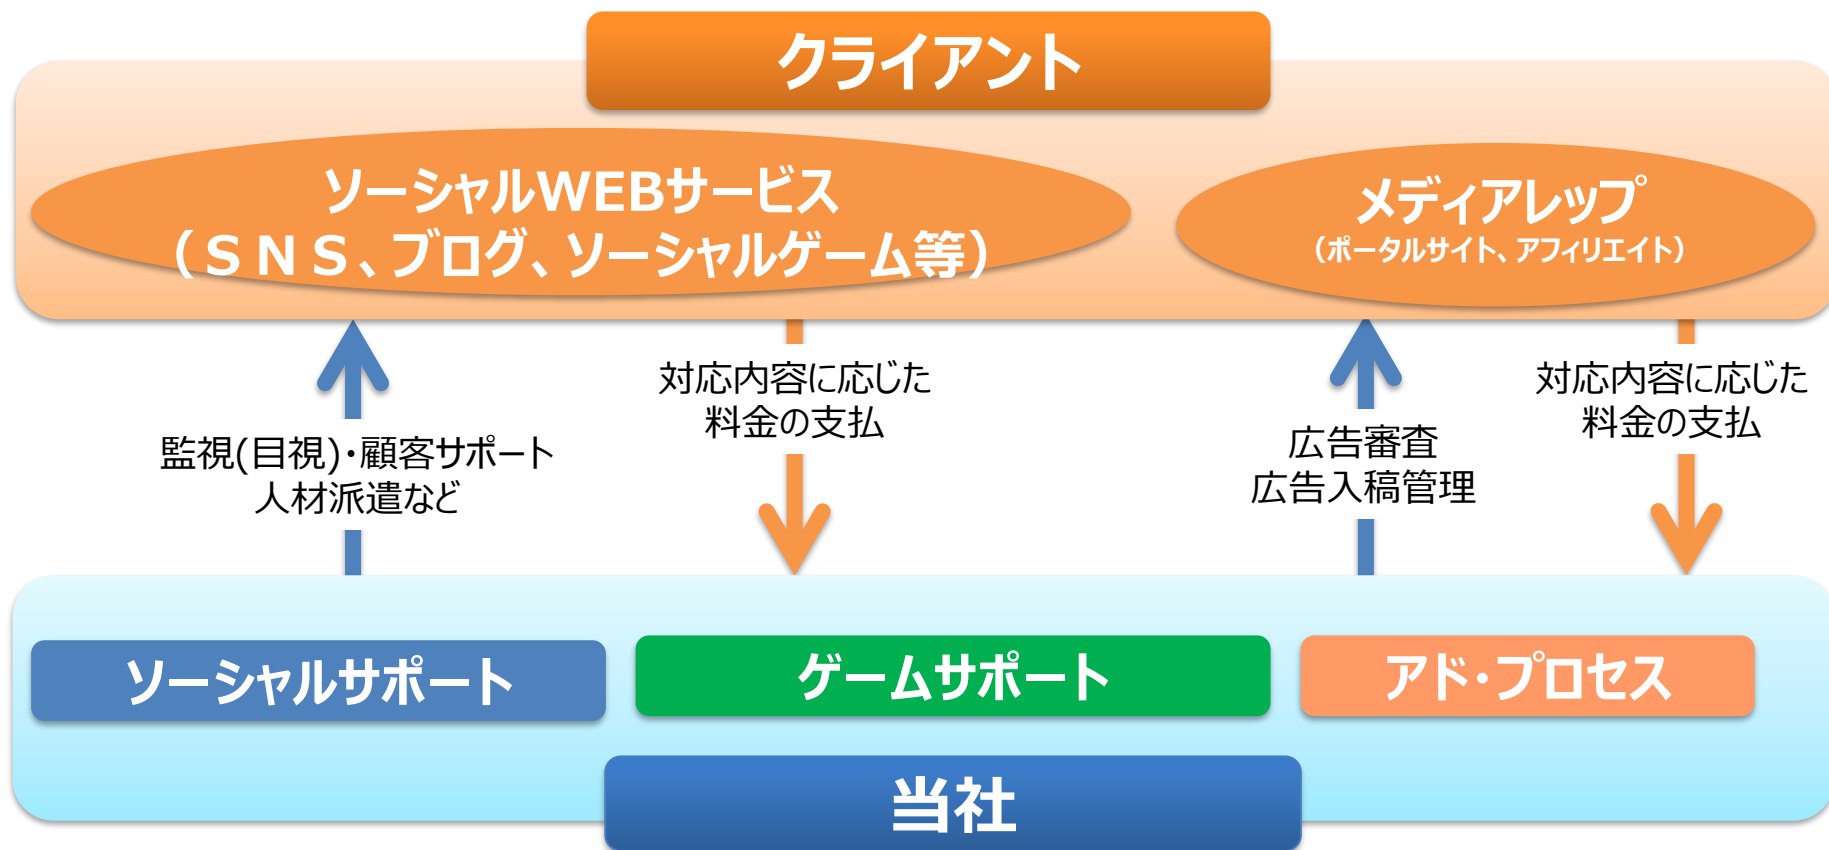 クライアント
ソーシャルWEBサービス
（ＳＮＳ、ブログ、ソーシャルゲーム等）
メディアレップ
（ポータルサイト、アフィリエイト）
監視(目視)・顧客サポート
人材派遣など
対応内容に応じた
料金の支払
広告審査
広告入稿管理
対応内容に応じた
料金の支払
ソーシャルサポート
ゲームサポート
アド・プロセス
当社